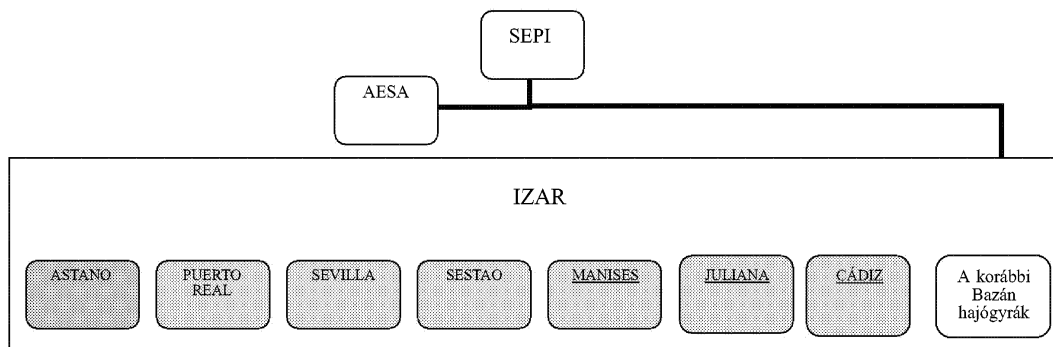 SEPI
AESA
IZAR
ASTANO
PUERTO
REAL
SEVILLA
SESTAO
MANISES
JULIANA
CÁDIZ
A korábbi
Bazán
hajógyrák